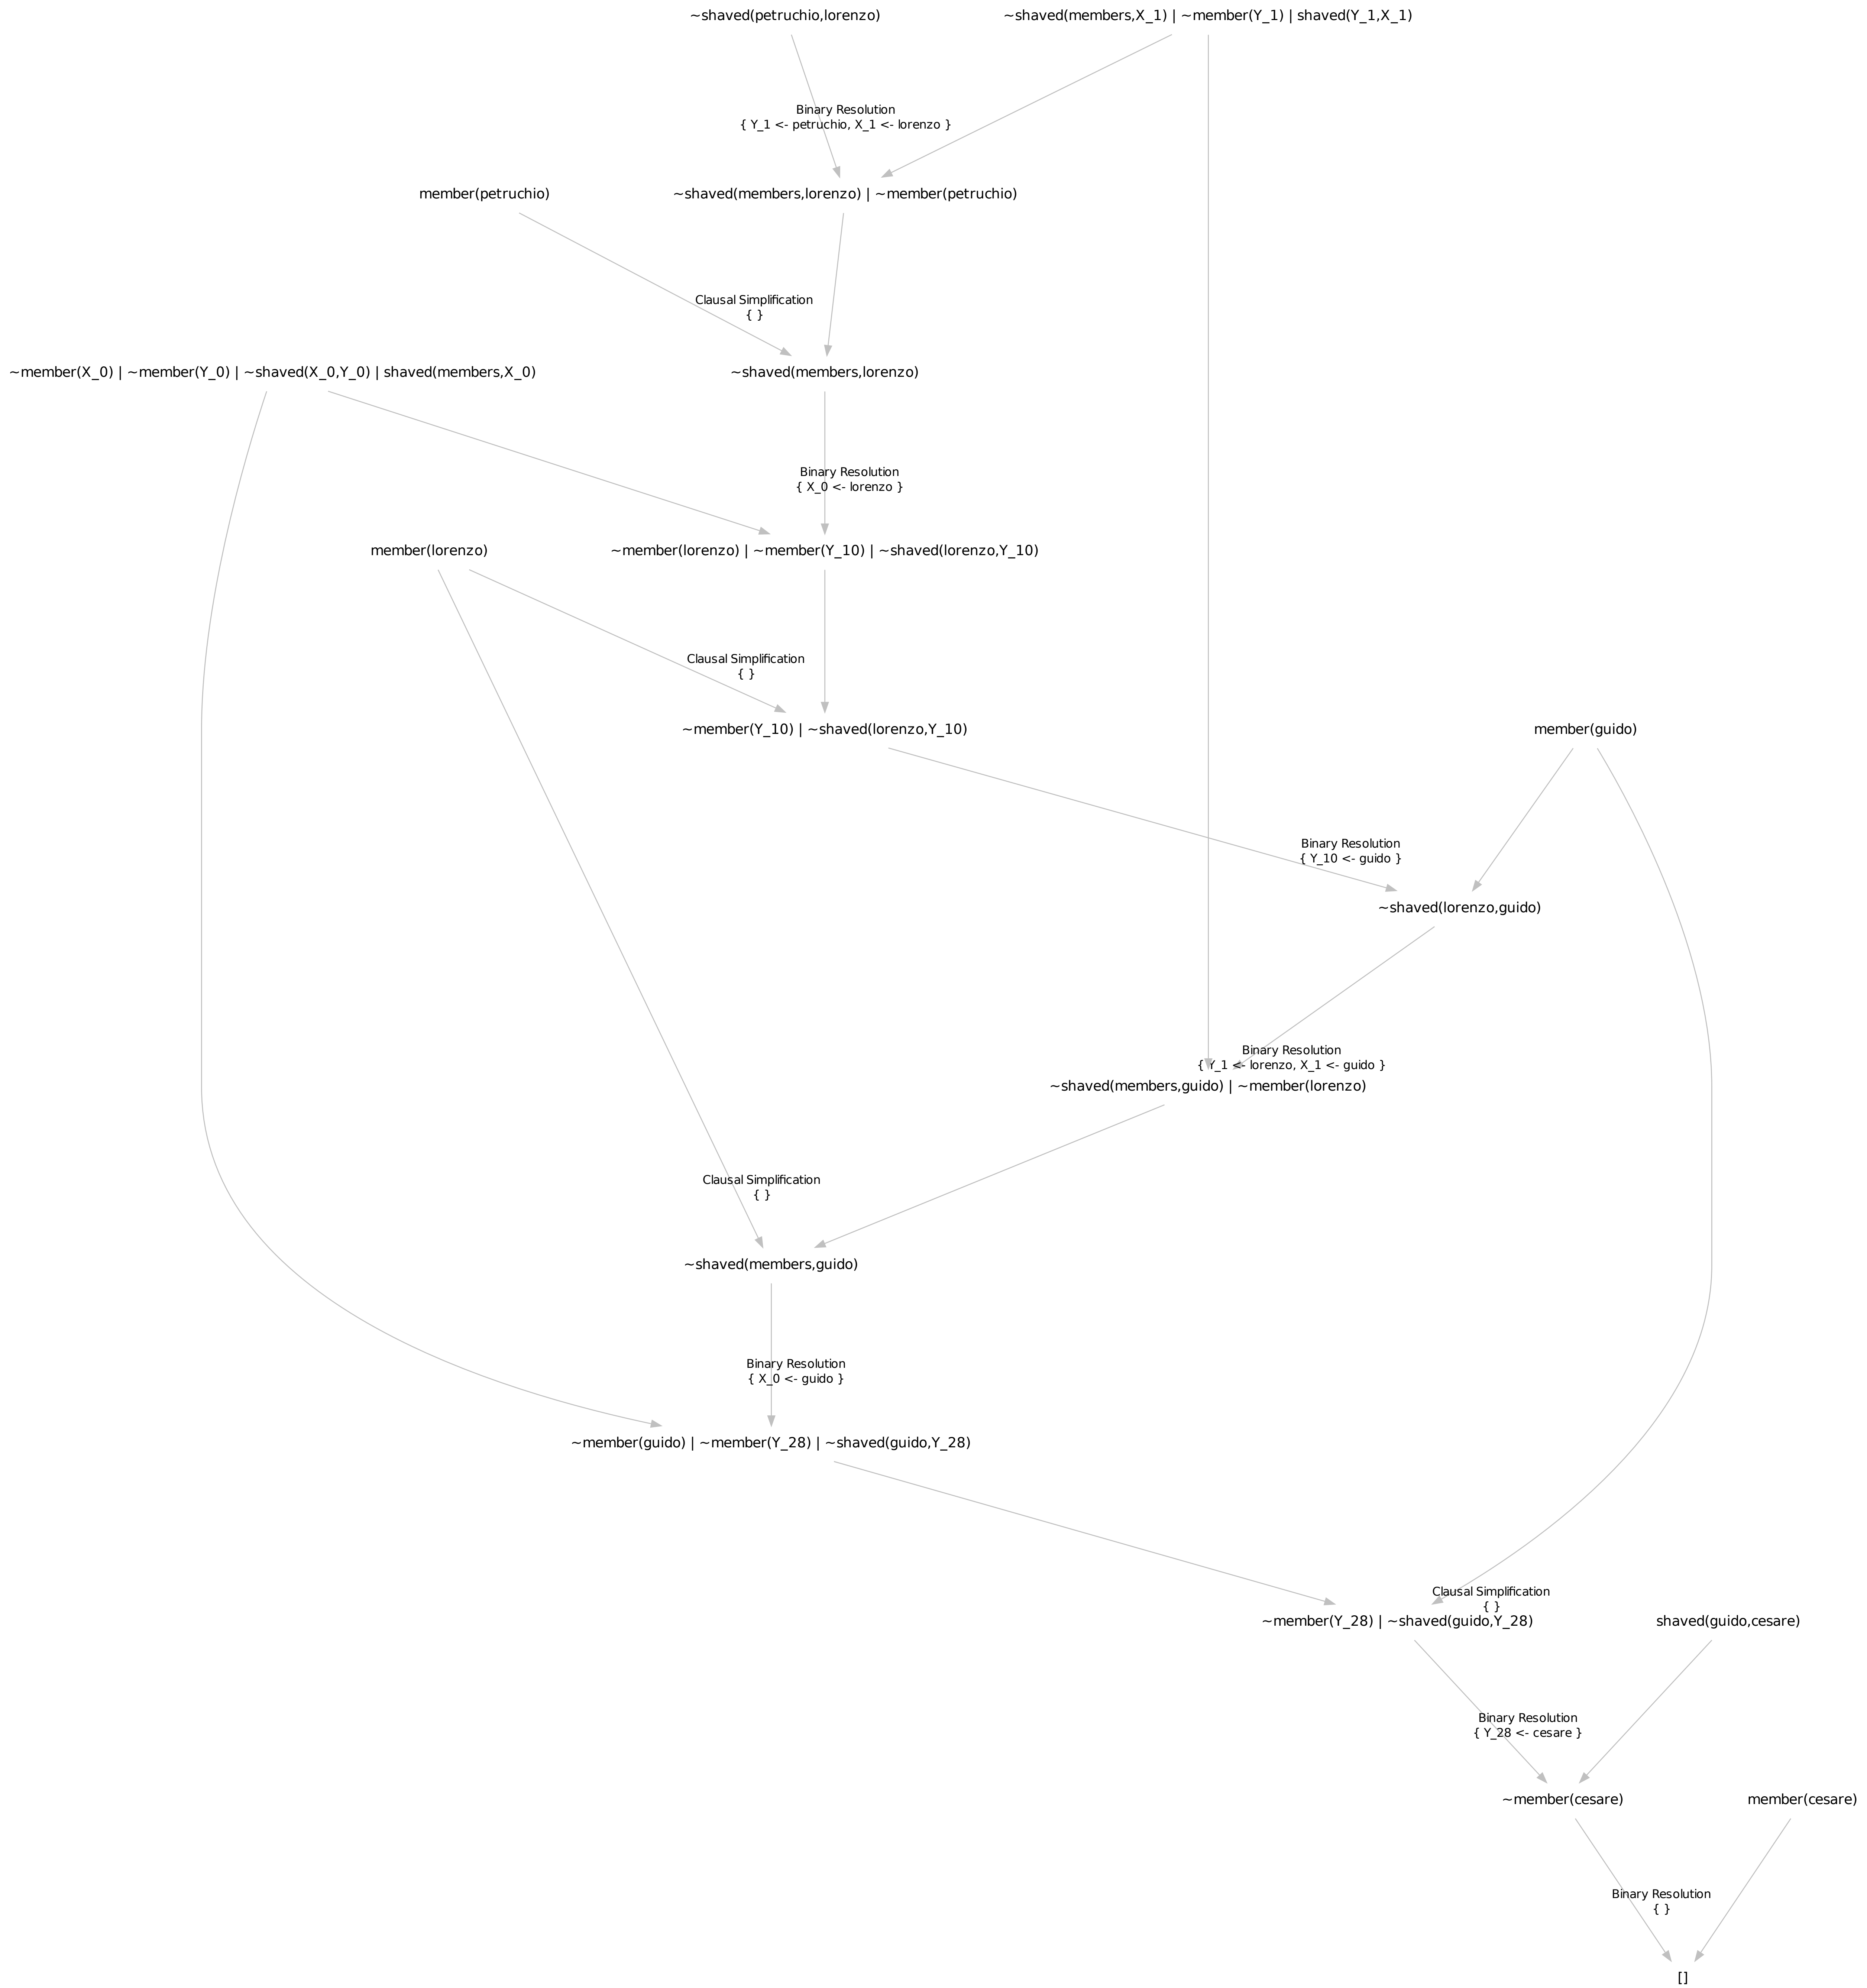 ~shaved(petruchio,lorenzo)
~shaved(members,X_1) | ~member(Y_1) | shaved(Y_1,X_1)
Binary Resolution
{ Y_1 <- petruchio, X_1 <- lorenzo }
member(petruchio)
~shaved(members,lorenzo) | ~member(petruchio)
Clausal Simplification
{ }
~member(X_0) | ~member(Y_0) | ~shaved(X_0,Y_0) | shaved(members,X_0)
~shaved(members,lorenzo)
Binary Resolution
{ X_0 <- lorenzo }
member(lorenzo)
~member(lorenzo) | ~member(Y_10) | ~shaved(lorenzo,Y_10)
Clausal Simplification
{ }
~member(Y_10) | ~shaved(lorenzo,Y_10)
member(guido)
Binary Resolution
{ Y_10 <- guido }
~shaved(lorenzo,guido)
Binary Resolution
{ Y_1 <- lorenzo, X_1 <- guido }
~shaved(members,guido) | ~member(lorenzo)
Clausal Simplification
{ }
~shaved(members,guido)
Binary Resolution
{ X_0 <- guido }
~member(guido) | ~member(Y_28) | ~shaved(guido,Y_28)
Clausal Simplification
{ }
~member(Y_28) | ~shaved(guido,Y_28)
shaved(guido,cesare)
Binary Resolution
{ Y_28 <- cesare }
~member(cesare)
member(cesare)
Binary Resolution
{ }
[]